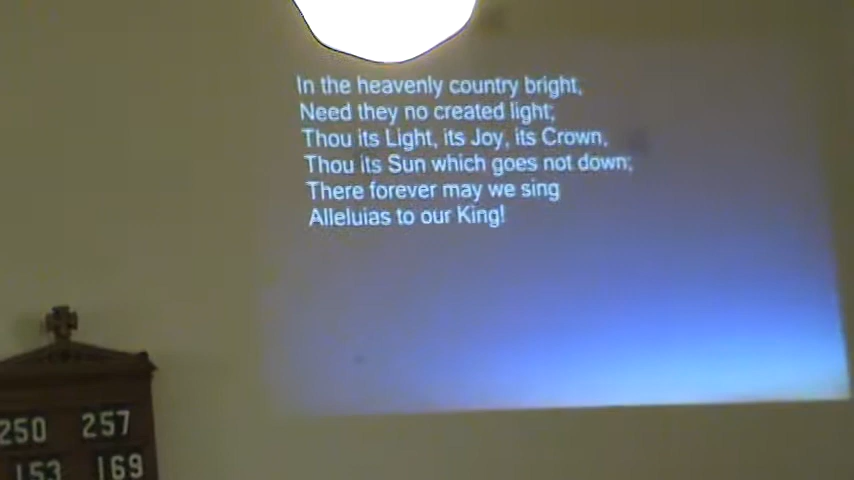 In the heavenly country bright,
Need they no created light;
Thou its Light, its Joy, its Crown,
Thou its Sun which goes not down;
There forever may we sing
Alleluias to our King!
250 257
153 169